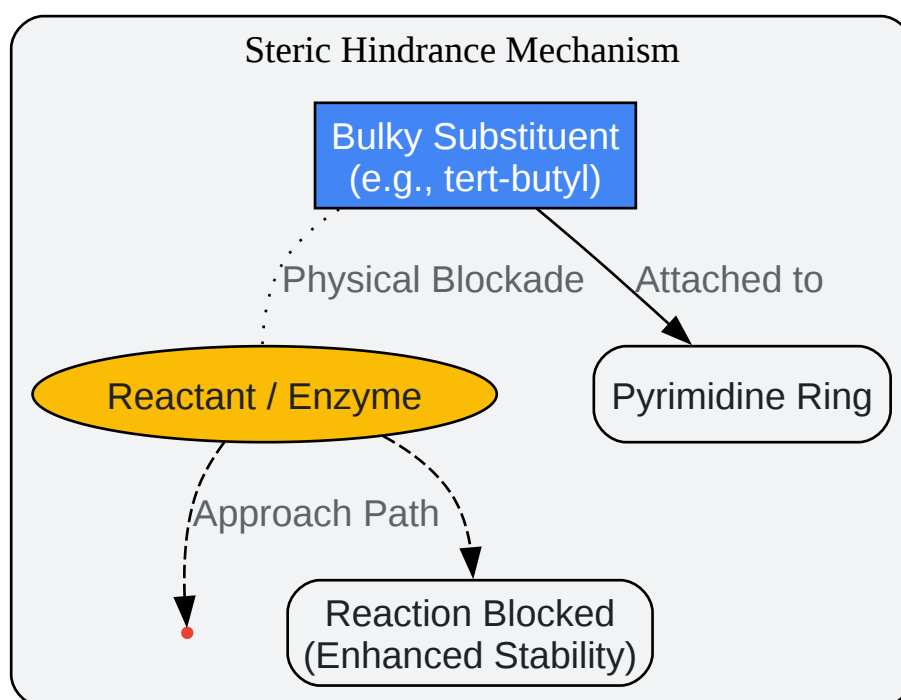 Steric Hindrance Mechanism
Bulky Substituent
(e.g., tert-butyl)
Physical Blockade
Attached to
Reactant / Enzyme
Pyrimidine Ring
Approach Path
Reaction Blocked
(Enhanced Stability)